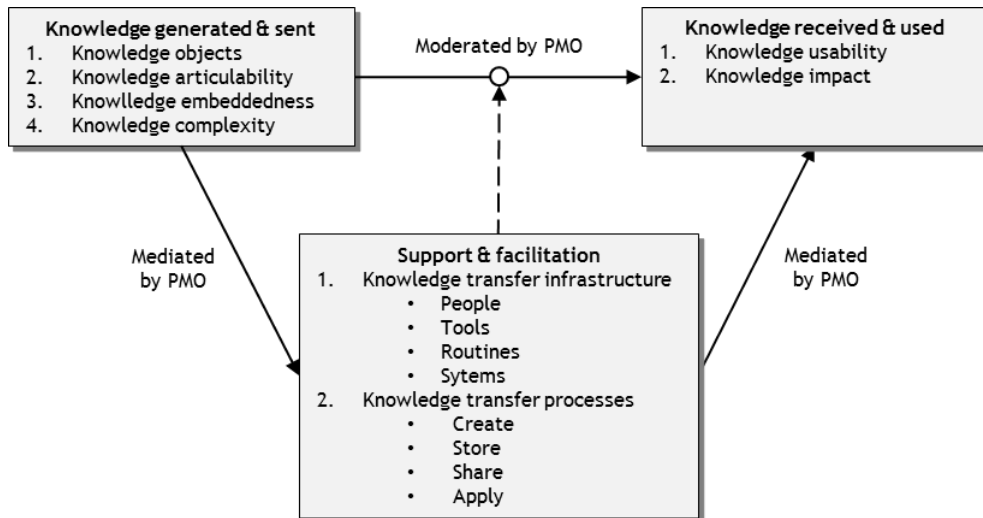 Knowledge generated & sent
1. Knowledge objects
2. Knowledge articulability
3. Knowlledge embeddedness
4. Knowledge complexity
Moderated by PMO
Knowledge received & used
1. Knowledge usability
2. Knowledge impact
Mediated
by PMO
Support & facilitation
1. Knowledge transfer infrastructure
• People
• Tools
• Routines
• Sytems
2. Knowledge transfer processes
• Create
• Store
• Share
• Apply
Mediated
by PMO